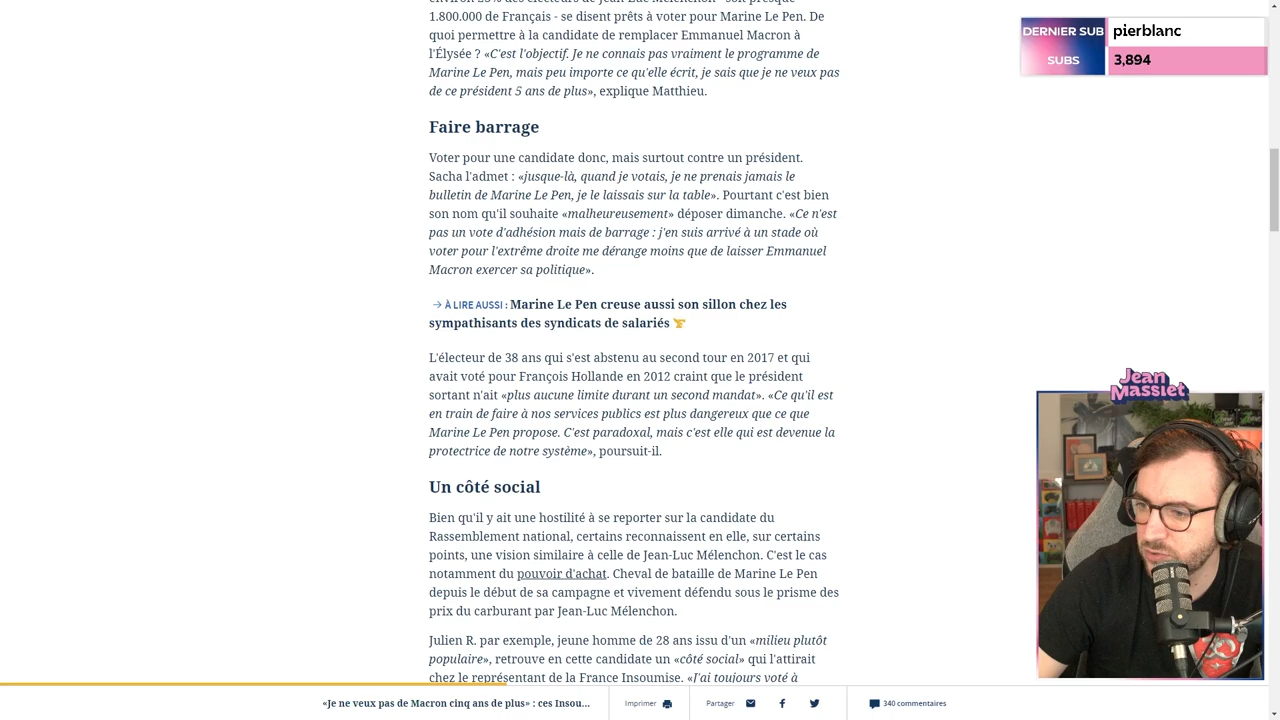 1.800.000 de Français - se disent prêts à voter pour Marine Le Pen. De
quoi permettre à la candidate de remplacer Emmanuel Macron à
l'Élysée ? «C'est l'objectif. Je ne connais pas vraiment le programme de
Marine Le Pen, mais peu importe ce qu'elle écrit, je sais que je ne veux pas
de ce président 5 ans de plus», explique Matthieu.
Faire barrage
Voter pour une candidate donc, mais surtout contre un président.
Sacha l'admet : «jusque-là, quand je votais, je ne prenais jamais le
bulletin de Marine Le Pen, je le laissais sur la table». Pourtant c'est bien
son nom qu'il souhaite «malheureusement» déposer dimanche. «Ce n'est
pas un vote d'adhésion mais de barrage : j'en suis arrivé à un stade où
voter pour l'extrême droite me dérange moins que de laisser Emmanuel
Macron exercer sa politique».
→ À LIRE AUSSI : Marine Le Pen creuse aussi son sillon chez les
sympathisants des syndicats de salariés
L'électeur de 38 ans qui s'est abstenu au second tour en 2017 et qui
avait voté pour François Hollande en 2012 craint que le président
sortant n'ait «plus aucune limite durant un second mandat». «Ce qu'il est
en train de faire à nos services publics est plus dangereux que ce que
Marine Le Pen propose. C'est paradoxal, mais c'est elle qui est devenue la
protectrice de notre système», poursuit-il.
Un côté social
Bien qu'il y ait une hostilité à se reporter sur la candidate du
Rassemblement national, certains reconnaissent en elle, sur certains
points, une vision similaire à celle de Jean-Luc Mélenchon. C'est le cas
notamment du pouvoir d'achat. Cheval de bataille de Marine Le Pen
depuis le début de sa campagne et vivement défendu sous le prisme des
prix du carburant par Jean-Luc Mélenchon.
Julien R. par exemple, jeune homme de 28 ans issu d'un «milieu plutôt
populaire», retrouve en cette candidate un «côté social» qui l'attirait
chez le représentant de la France Insoumise. «J'ai toujours voté à
«Je ne veux pas de Macron cinq ans de plus» : ces Insou...
Imprimer
Partager
340 commentaires
DERNIER SUB
pierblanc
SUBS
3,894
Jean
Massiet